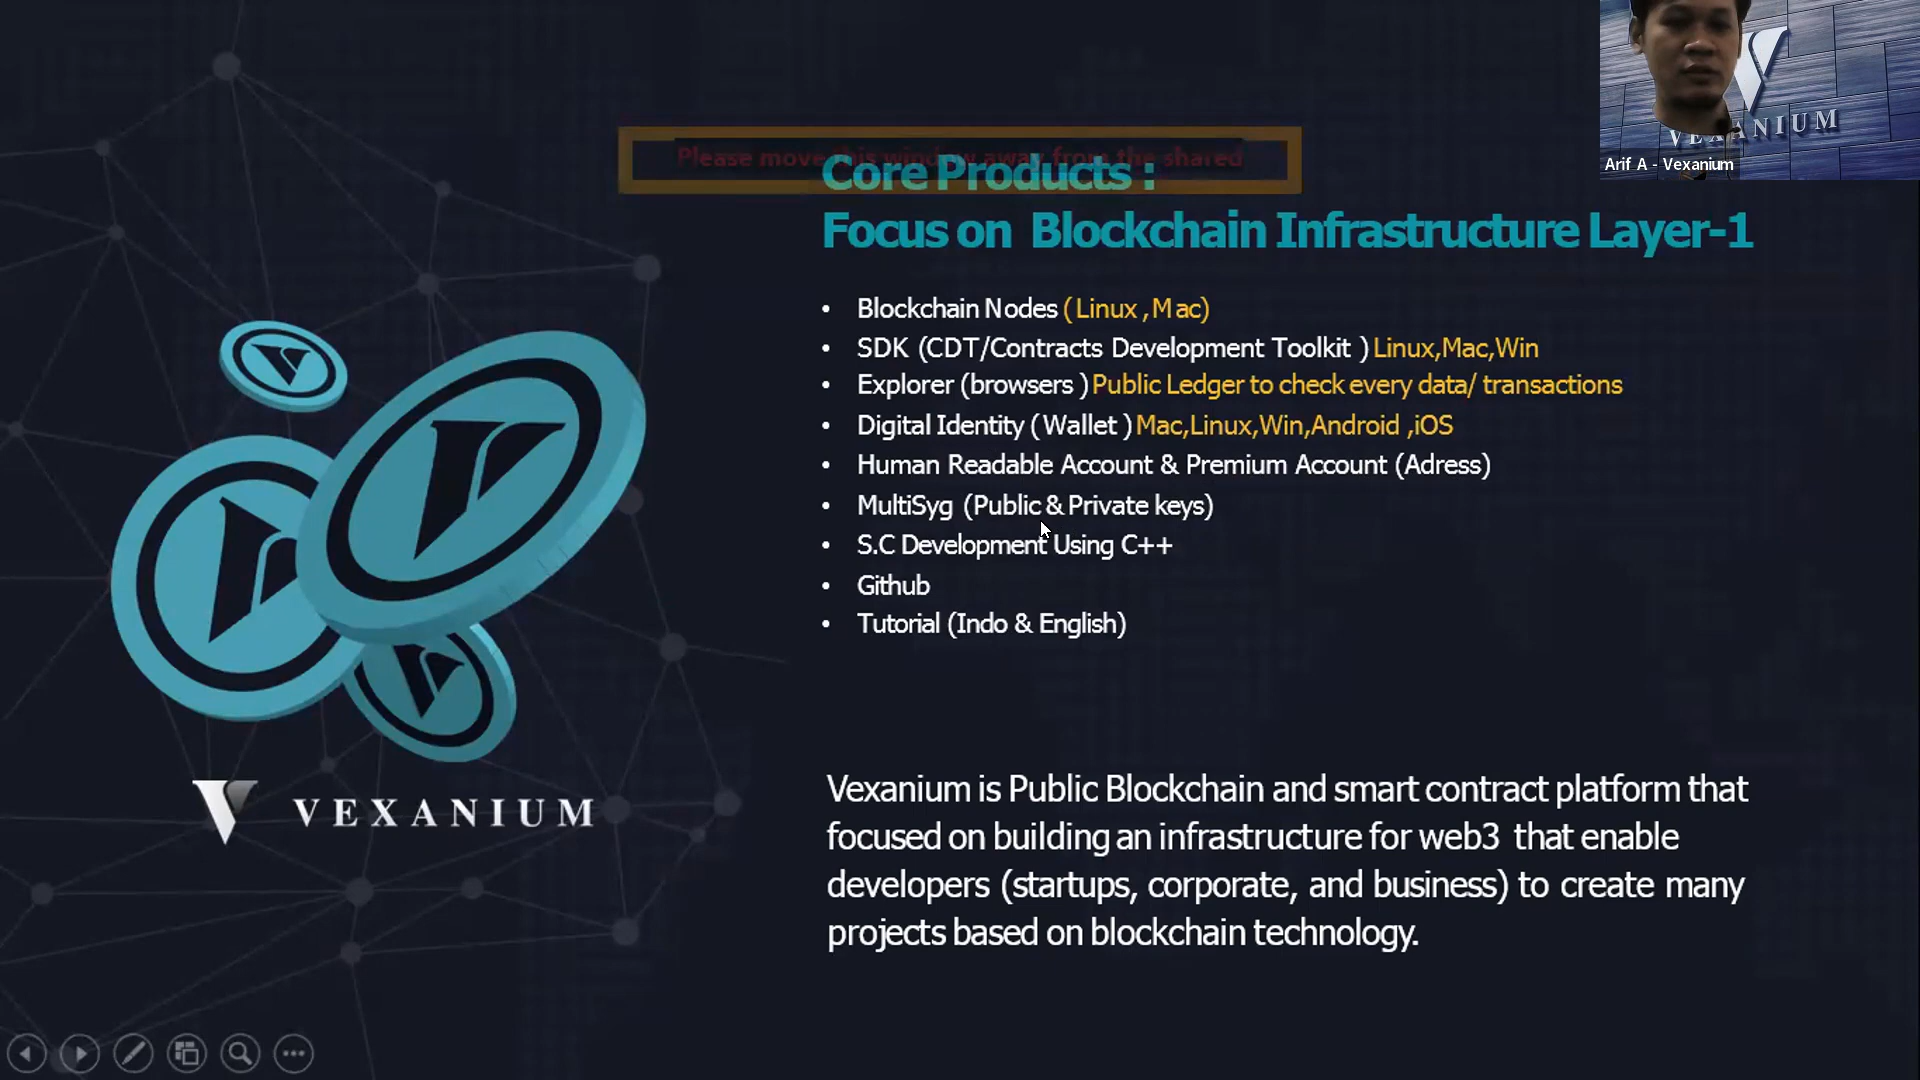 VEXANIUM
Arif A - Vexanium
Please move this window away from the shared
Core Products :
Focus on Blockchain Infrastructure Layer-1
• Blockchain Nodes ( Linux ,Mac)
• SDK (CDT/Contracts Development Toolkit ) Linux,Mac,Win
• Explorer (browsers ) Public Ledger to check every data/ transactions
• Digital Identity ( Wallet ) Mac,Linux,Win,Android ,iOS
• Human Readable Account & Premium Account (Adress)
• MultiSyg (Public & Private keys)
• S.C Development Using C++
• Github
• Tutorial (Indo & English)
VEXANIUM
Vexanium is Public Blockchain and smart contract platform that
focused on building an infrastructure for web3 that enable
developers (startups, corporate, and business) to create many
projects based on blockchain technology.